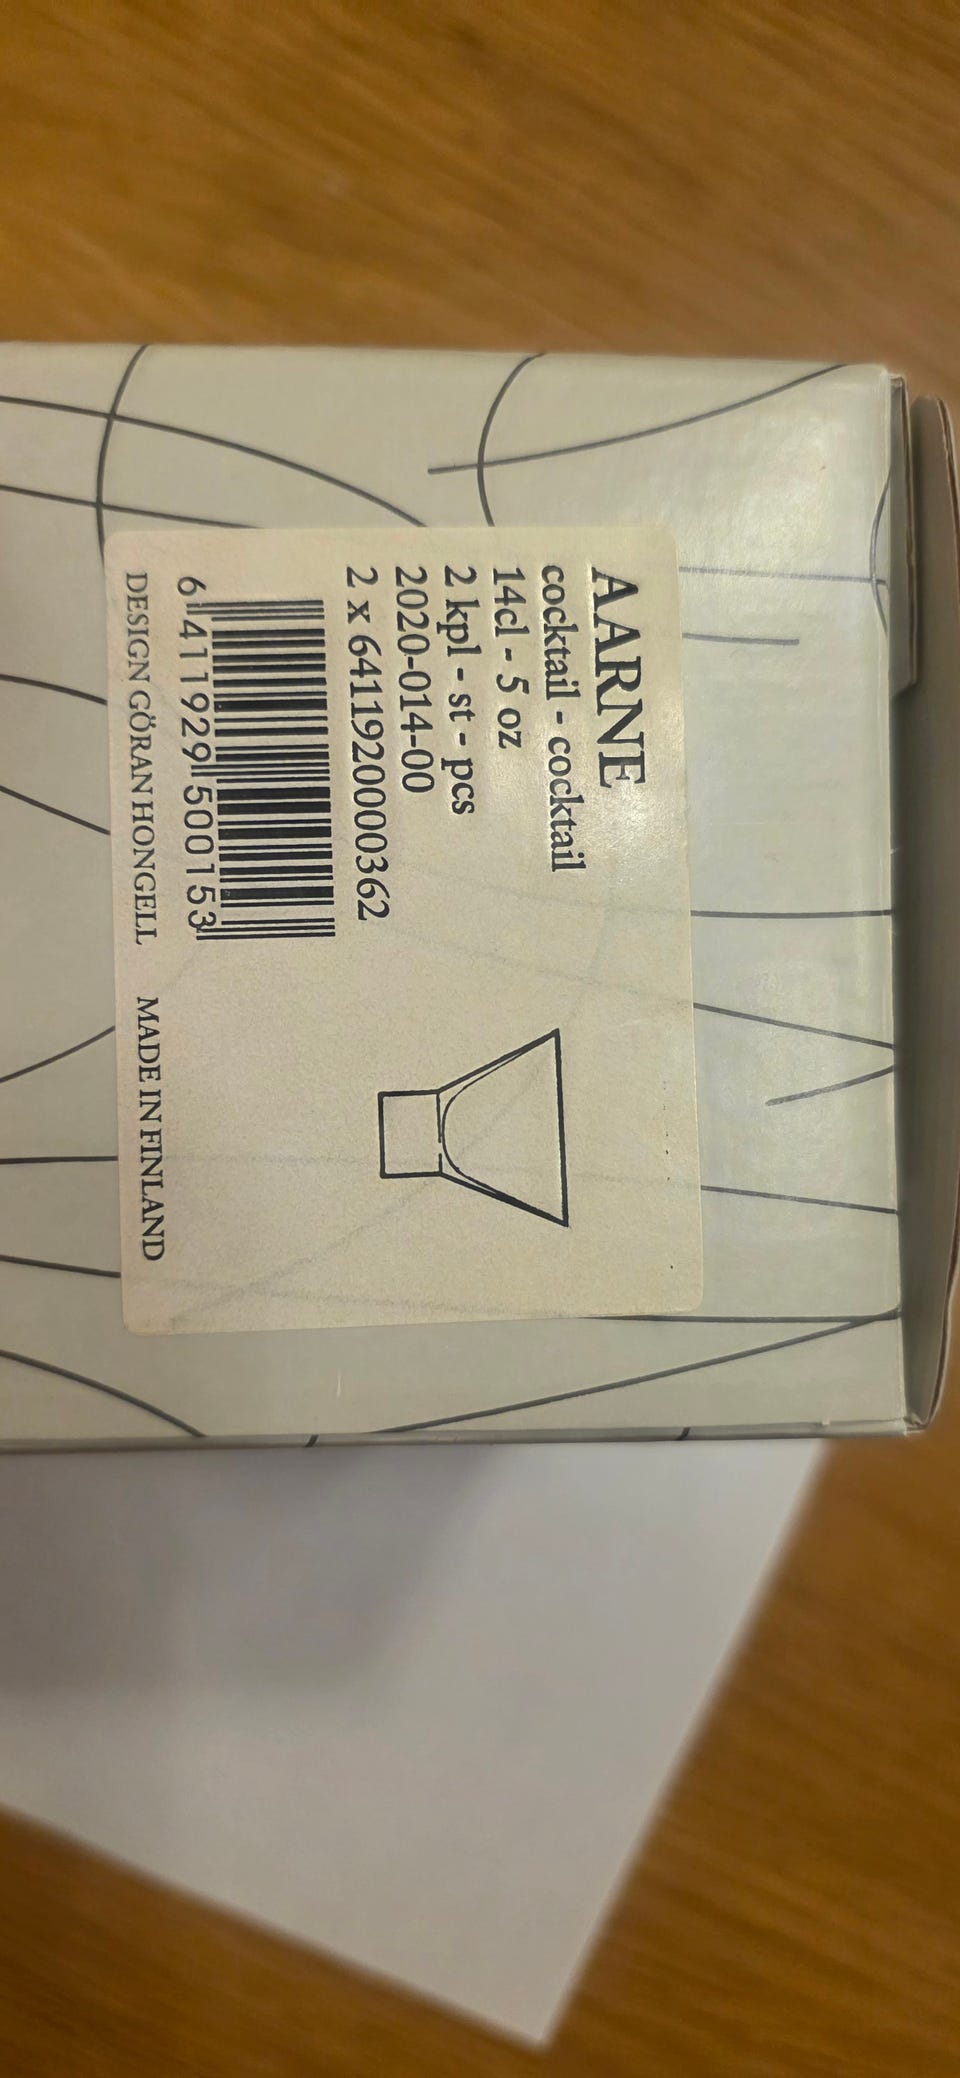 AARNE
cocktail - cocktail
14cl - 5 oz
2 kpl - st - pcs
2020-014-00
2 x 6411920000362
6 411929 500153
DESIGN GÖRAN HONGELL MADE IN FINLAND